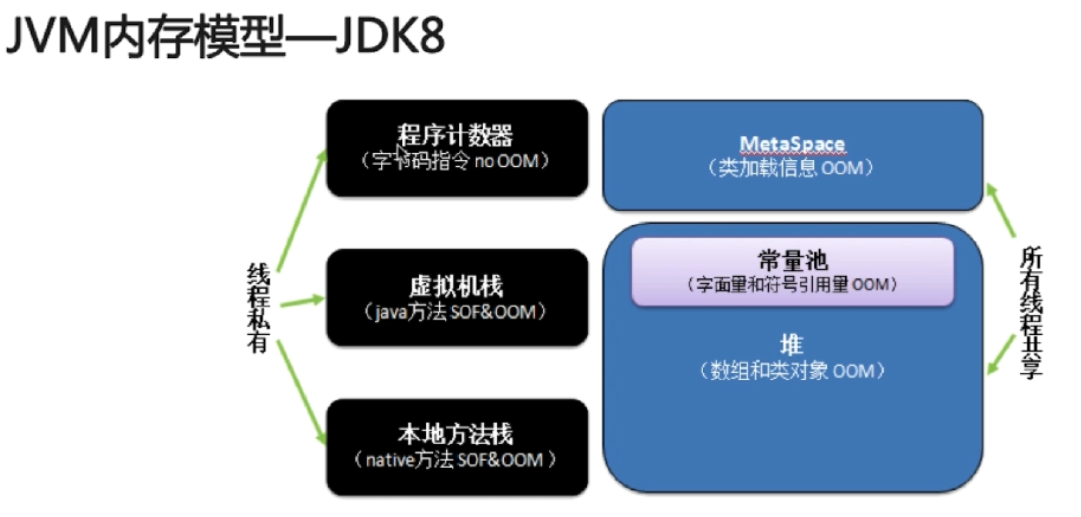 JVM内存模型—JDK8
程序计数器
（字节码指令 no OOM）
MetaSpace
（类加载信息 OOM）
线程私有
虚拟机栈
（java方法 SOF&OOM）
常量池
（字面量和符号引用量 OOM）
堆
（数组和类对象 OOM）
所有线程共享
本地方法栈
（native方法 SOF&OOM）